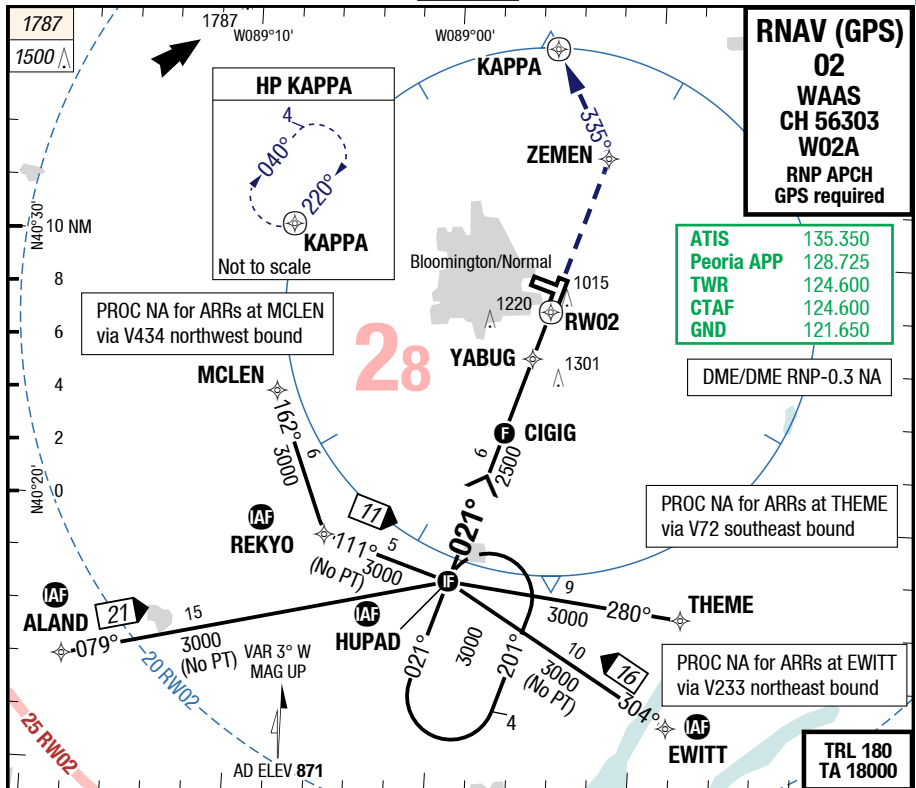 1787
1500
1787
W089°10'
W089°00'
RNAV (GPS)
02
WAAS
CH 56303
W02A
RNP APCH
GPS required
HP KAPPA
4
040°
220°
KAPPA
Not to scale
KAPPA
335°
ZEMEN
N40°30'
10 NM
8
6
4
2
0
N40°20'
ATIS 135.350
Peoria APP 128.725
TWR 124.600
CTAF 124.600
GND 121.650
Bloomington/Normal
1015
1220
RW02
PROC NA for ARRs at MCLEN
via V434 northwest bound
28
YABUG
1301
DME/DME RNP-0.3 NA
MCLEN
162°
6
3000
F CIGIG
6
2500
021°
PROC NA for ARRs at THEME
via V72 southeast bound
IAF
REKYO
11
111°
5
3000
(No PT)
IF
IAF
HUPAD
9
3000
280°
THEME
IAF
ALAND
21
079°
15
3000
(No PT)
20 RW02
VAR 3° W
MAG UP
021°
3000
201°
4
10
3000
(No PT)
16
304°
IAF
EWITT
PROC NA for ARRs at EWITT
via V233 northeast bound
25 RW02
AD ELEV 871
TRL 180
TA 18000